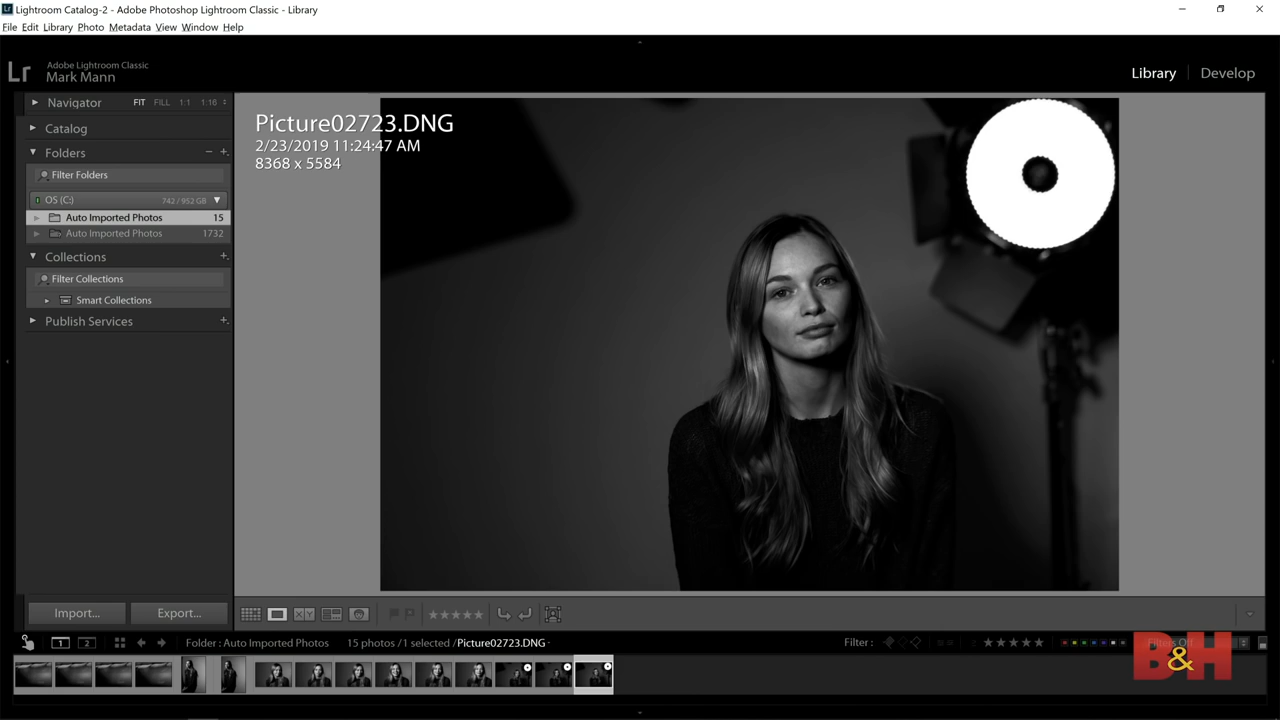 Lightroom Catalog-2 - Adobe Photoshop Lightroom Classic - Library
File Edit Library Photo Metadata View Window Help
Lr
Adobe Lightroom Classic
Mark Mann
Library
Develop
Navigator FIT FILL 1:1 1:16
Catalog
Folders
Filter Folders
OS (C:) 742 / 952 GB
Auto Imported Photos 15
Auto Imported Photos 1732
Collections
Filter Collections
Smart Collections
Publish Services
Import... Export...
Picture02723.DNG
2/23/2019 11:24:47 AM
8368 x 5584
X Y
1 2 Folder : Auto Imported Photos 15 photos / 1 selected / Picture02723.DNG
Filter :
B&H